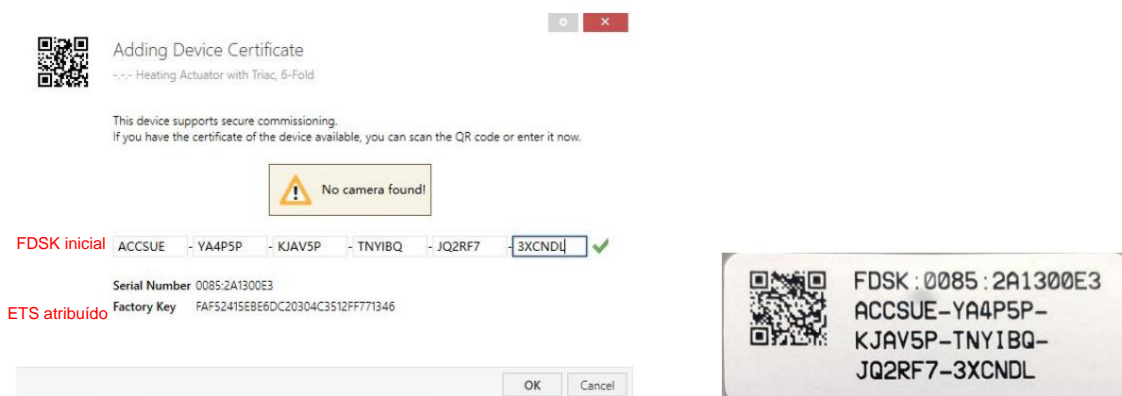 Adding Device Certificate
-.-.- Heating Actuator with Triac, 6-Fold
This device supports secure commissioning.
If you have the certificate of the device available, you can scan the QR code or enter it now.
No camera found!
FDSK inicial ACCSUE - YA4P5P - KJAV5P - TNYIBQ - JQ2RF7 - 3XCNDL
Serial Number 0085:2A1300E3
ETS atribuído Factory Key FAF52415EBE6DC20304C3512FF771346
OK Cancel
FDSK:0085:2A1300E3
ACCSUE-YA4P5P-
KJAV5P-TNYIBQ-
JQ2RF7-3XCNDL